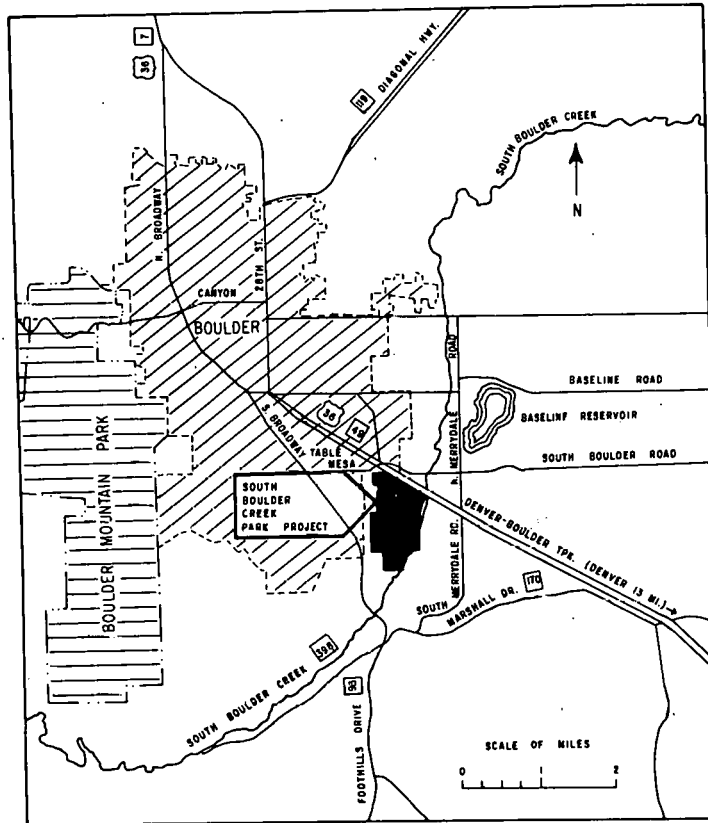 7
36
119 DIAGONAL HWY.
SOUTH BOULDER CREEK
N
N. BROADWAY
28TH ST.
CANYON
BOULDER
BOULDER MOUNTAIN PARK
N. MERRYDALE ROAD
BASELINE ROAD
BASELINE RESERVOIR
SOUTH BOULDER ROAD
36
49
S. BROADWAY
TABLE
MESA
SOUTH
BOULDER
CREEK
PARK PROJECT
DENVER-BOULDER TPK. (DENVER 13 MI.)
SOUTH MERRYDALE RD.
MARSHALL DR. 170
SOUTH BOULDER CREEK
398
93
FOOTHILLS DRIVE
SCALE OF MILES
0 1 2